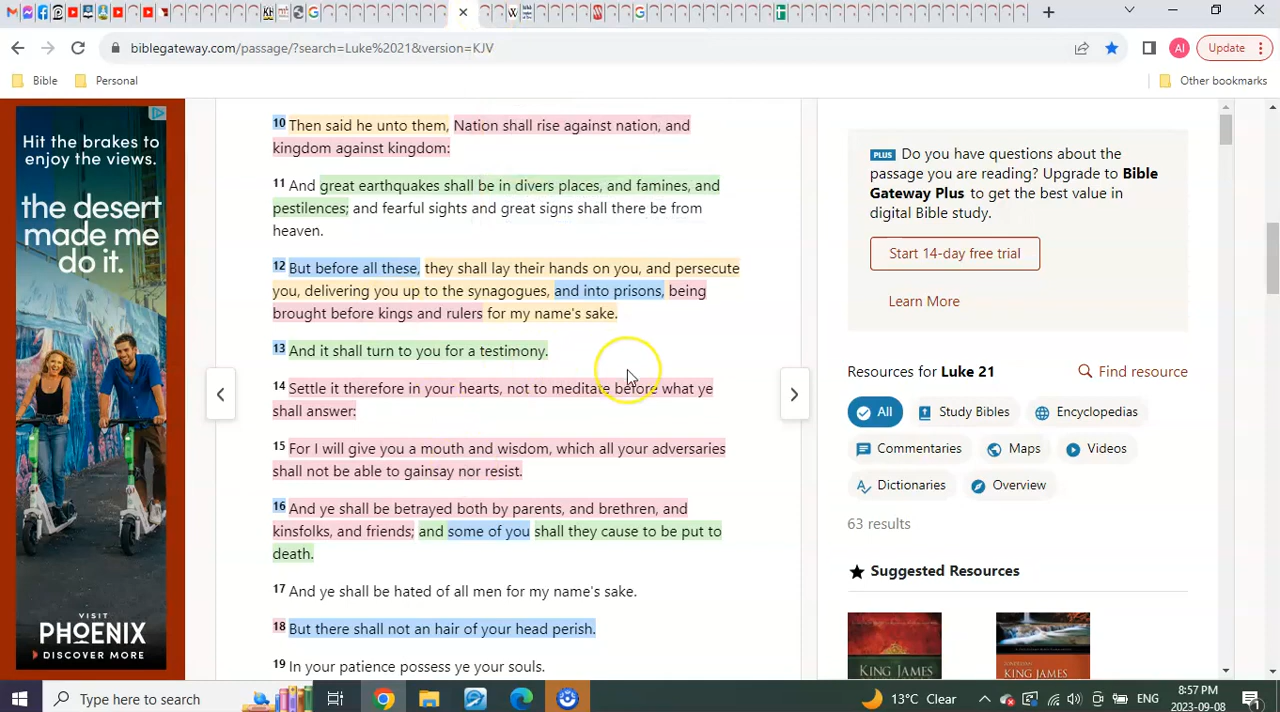 biblegateway.com/passage/?search=Luke%2021&version=KJV
Update
Bible
Personal
Other bookmarks
Hit the brakes to
enjoy the views.
the desert
made me
do it.
VISIT
PHOENIX
DISCOVER MORE
10 Then said he unto them, Nation shall rise against nation, and
kingdom against kingdom:
11 And great earthquakes shall be in divers places, and famines, and
pestilences; and fearful sights and great signs shall there be from
heaven.
12 But before all these, they shall lay their hands on you, and persecute
you, delivering you up to the synagogues, and into prisons, being
brought before kings and rulers for my name's sake.
13 And it shall turn to you for a testimony.
14 Settle it therefore in your hearts, not to meditate before what ye
shall answer:
15 For I will give you a mouth and wisdom, which all your adversaries
shall not be able to gainsay nor resist.
16 And ye shall be betrayed both by parents, and brethren, and
kinsfolks, and friends; and some of you shall they cause to be put to
death.
17 And ye shall be hated of all men for my name's sake.
18 But there shall not an hair of your head perish.
19 In your patience possess ye your souls.
PLUS Do you have questions about the
passage you are reading? Upgrade to Bible
Gateway Plus to get the best value in
digital Bible study.
Start 14-day free trial
Learn More
Resources for Luke 21
Find resource
All
Study Bibles
Encyclopedias
Commentaries
Maps
Videos
Dictionaries
Overview
63 results
Suggested Resources
KING JAMES
KING JAMES
Type here to search
13°C Clear
ENG
8:57 PM
2023-09-08